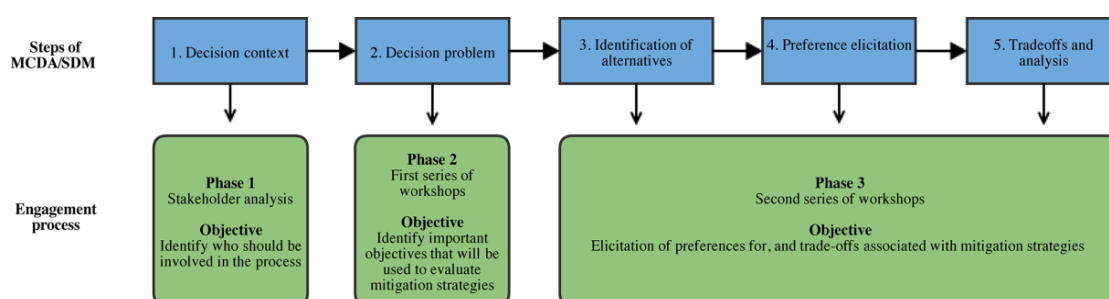 Steps of
MCDA/SDM
1. Decision context
2. Decision problem
3. Identification of
alternatives
4. Preference elicitation
5. Tradeoffs and
analysis
Engagement
process
Phase 1
Stakeholder analysis
Objective
Identify who should be
involved in the process
Phase 2
First series of
workshops
Objective
Identify important
objectives that will be
used to evaluate
mitigation strategies
Phase 3
Second series of workshops
Objective
Elicitation of preferences for, and trade-offs associated with mitigation strategies